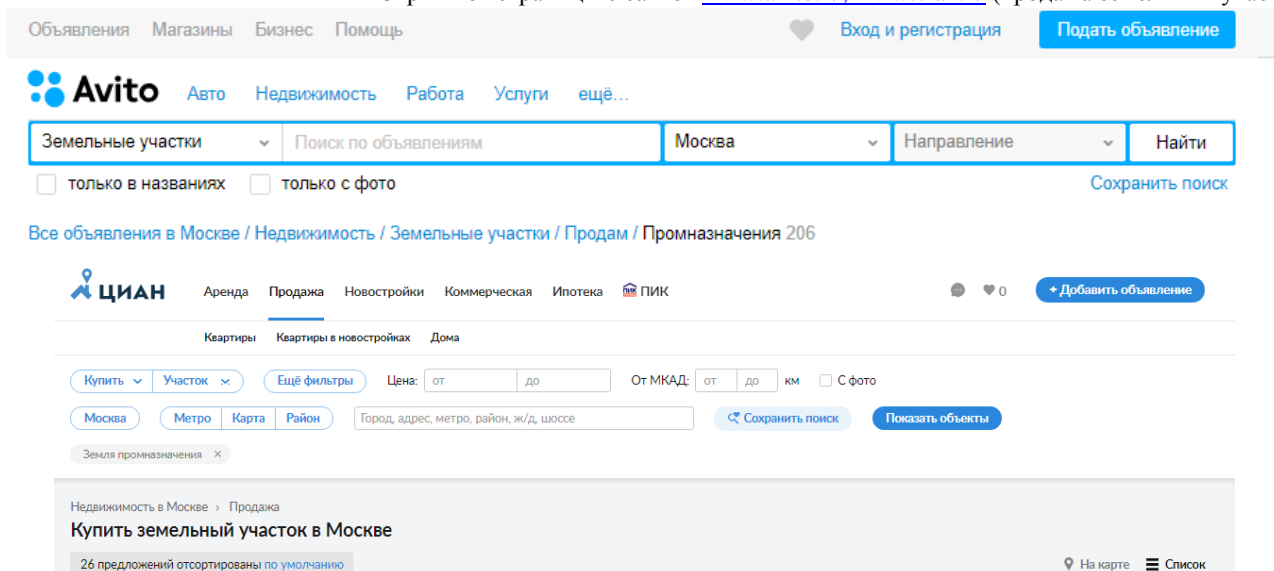 Объявления Магазины Бизнес Помощь Вход и регистрация Подать объявление
Avito Авто Недвижимость Работа Услуги ещё...
Земельные участки Поиск по объявлениям Москва Направление Найти
только в названиях только с фото Сохранить поиск
Все объявления в Москве / Недвижимость / Земельные участки / Продам / Промназначения 206
ЦИАН Аренда Продажа Новостройки Коммерческая Ипотека ПИК 0 + Добавить объявление
Квартиры Квартиры в новостройках Дома
Купить Участок Ещё фильтры Цена: от до От МКАД: от до км С фото
Москва Метро Карта Район Город, адрес, метро, район, ж/д, шоссе Сохранить поиск Показать объекты
Земля промназначения ×
Недвижимость в Москве › Продажа
Купить земельный участок в Москве
26 предложений отсортированы по умолчанию На карте Список